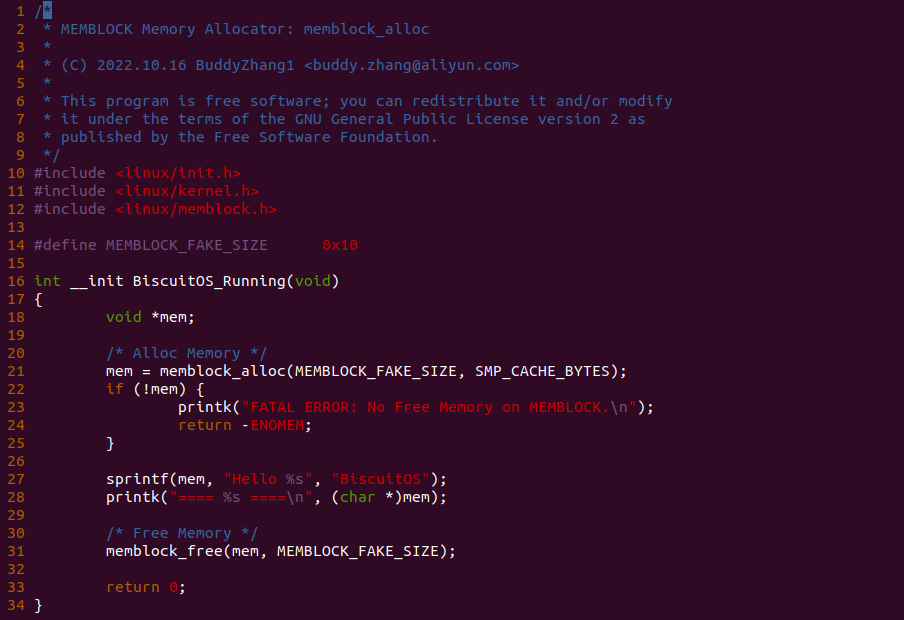 1 /*
2  * MEMBLOCK Memory Allocator: memblock_alloc
3  *
4  * (C) 2022.10.16 BuddyZhang1 <buddy.zhang@aliyun.com>
5  *
6  * This program is free software; you can redistribute it and/or modify
7  * it under the terms of the GNU General Public License version 2 as
8  * published by the Free Software Foundation.
9  */
10 #include <linux/init.h>
11 #include <linux/kernel.h>
12 #include <linux/memblock.h>
13
14 #define MEMBLOCK_FAKE_SIZE      0x10
15
16 int __init BiscuitOS_Running(void)
17 {
18         void *mem;
19
20         /* Alloc Memory */
21         mem = memblock_alloc(MEMBLOCK_FAKE_SIZE, SMP_CACHE_BYTES);
22         if (!mem) {
23                 printk("FATAL ERROR: No Free Memory on MEMBLOCK.\n");
24                 return -ENOMEM;
25         }
26
27         sprintf(mem, "Hello %s", "BiscuitOS");
28         printk("==== %s ====\n", (char *)mem);
29
30         /* Free Memory */
31         memblock_free(mem, MEMBLOCK_FAKE_SIZE);
32
33         return 0;
34 }